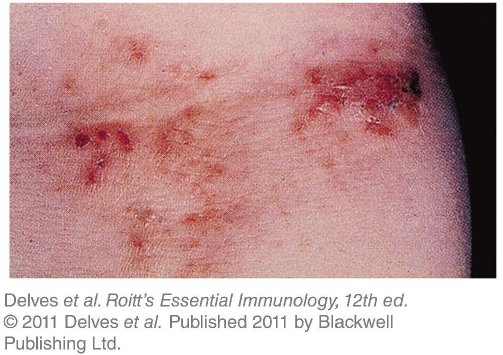 Delves et al. Roitt's Essential Immunology, 12th ed.
© 2011 Delves et al. Published 2011 by Blackwell
Publishing Ltd.